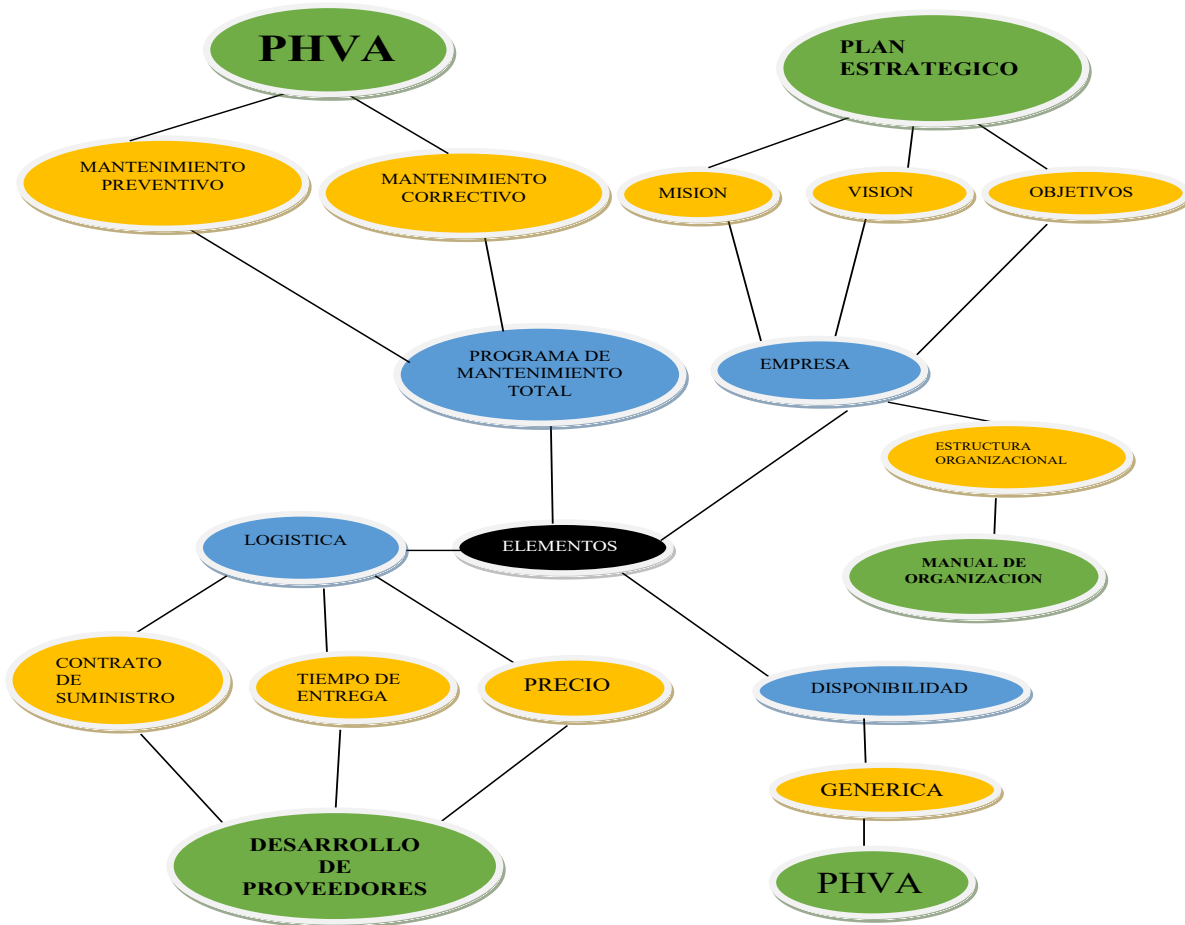 PHVA
PLAN
ESTRATEGICO
MANTENIMIENTO
PREVENTIVO
MANTENIMIENTO
CORRECTIVO
MISION
VISION
OBJETIVOS
PROGRAMA DE
MANTENIMIENTO
TOTAL
EMPRESA
ESTRUCTURA
ORGANIZACIONAL
LOGISTICA
ELEMENTOS
MANUAL DE
ORGANIZACION
CONTRATO
DE
SUMINISTRO
TIEMPO DE
ENTREGA
PRECIO
DISPONIBILIDAD
GENERICA
DESARROLLO
DE
PROVEEDORES
PHVA